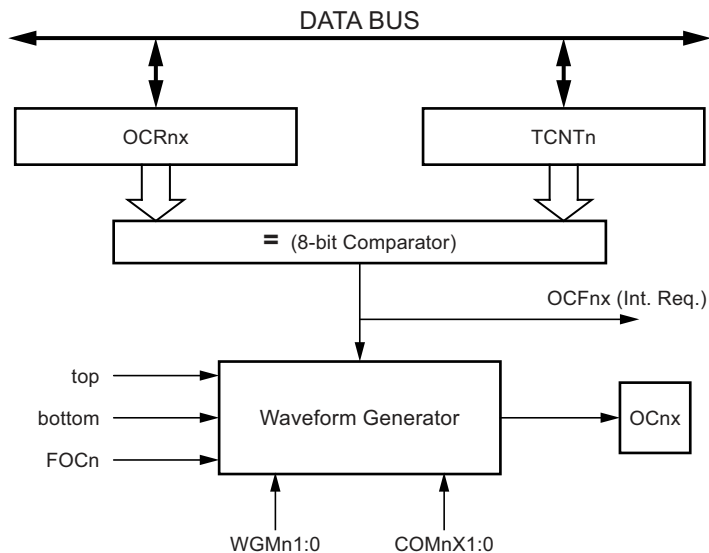 DATA BUS
OCRnx
TCNTn
= (8-bit Comparator)
OCFnx (Int. Req.)
top
bottom
FOCn
Waveform Generator
OCnx
WGMn1:0
COMnX1:0